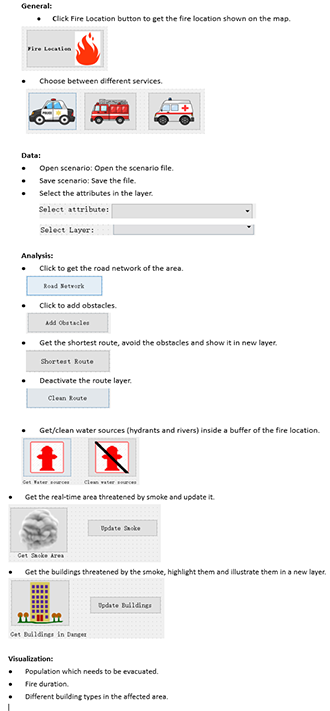 General:
• Click Fire Location button to get the fire location shown on the map.
Fire Location
• Choose between different services.
POLICE
Data:
• Open scenario: Open the scenario file.
• Save scenario: Save the file.
• Select the attributes in the layer.
Select attribute:
Select Layer:
Analysis:
• Click to get the road network of the area.
Road Network
• Click to add obstacles.
Add Obstacles
• Get the shortest route, avoid the obstacles and show it in new layer.
Shortest Route
• Deactivate the route layer.
Clean Route
• Get/clean water sources (hydrants and rivers) inside a buffer of the fire location.
Get Water sources Clean water sources
• Get the real-time area threatened by smoke and update it.
Update Smoke
Get Smoke Area
• Get the buildings threatened by the smoke, highlight them and illustrate them in a new layer.
Update Buildings
Get Buildings in Danger
Visualization:
• Population which needs to be evacuated.
• Fire duration.
• Different building types in the affected area.